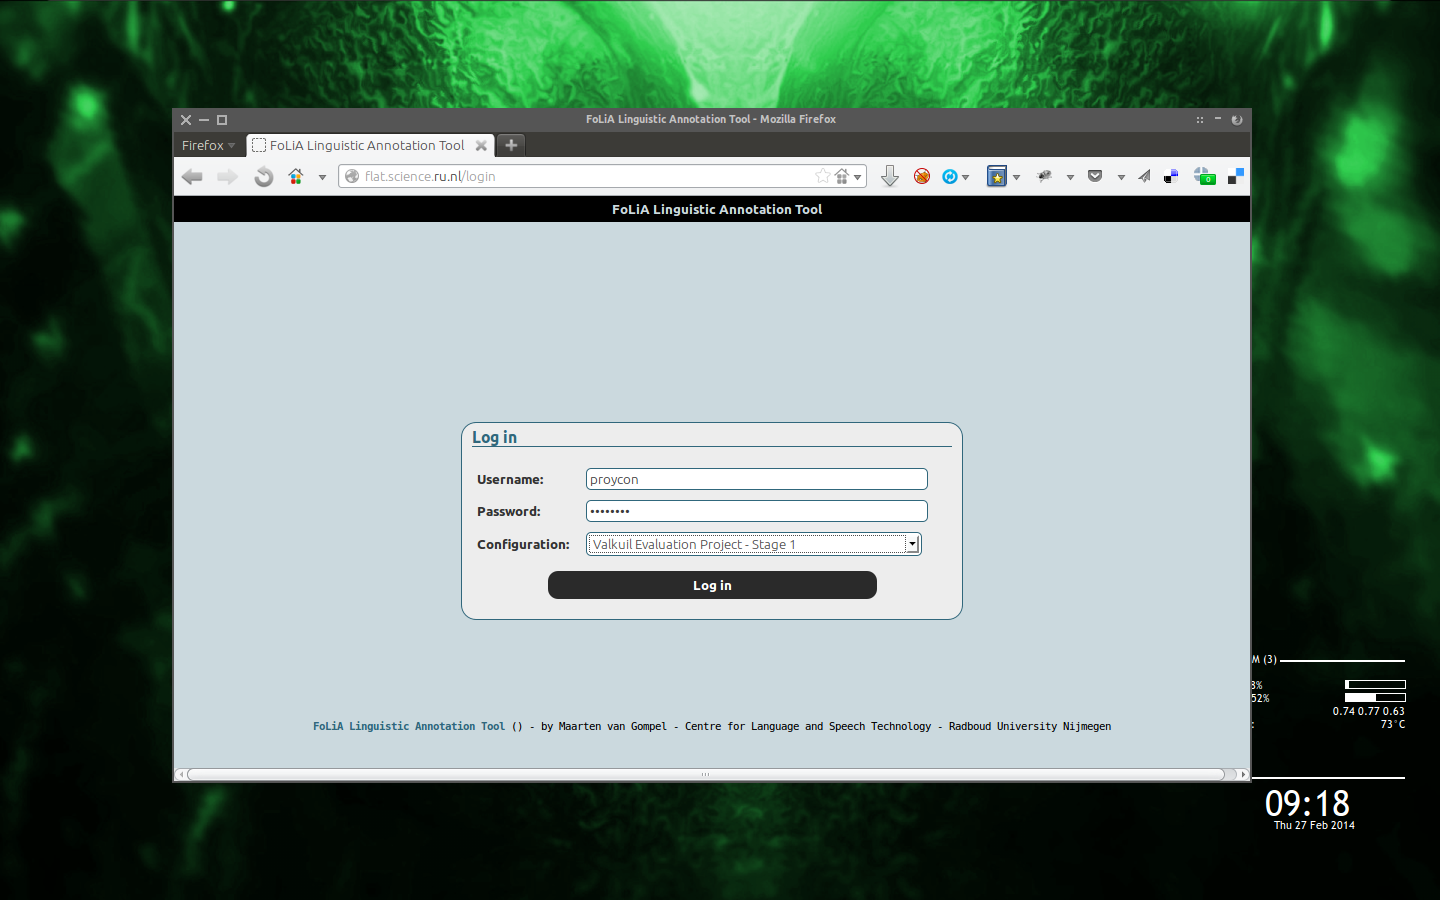 FoLiA Linguistic Annotation Tool - Mozilla Firefox
Firefox
FoLiA Linguistic Annotation Tool
flat.science.ru.nl/login
0
FoLiA Linguistic Annotation Tool
Log in
Username: proycon
Password: ••••••••
Configuration: Valkuil Evaluation Project - Stage 1
Log in
FoLiA Linguistic Annotation Tool () - by Maarten van Gompel - Centre for Language and Speech Technology - Radboud University Nijmegen
M (3)
8%
52%
0.74 0.77 0.63
: 73°C
09:18
Thu 27 Feb 2014